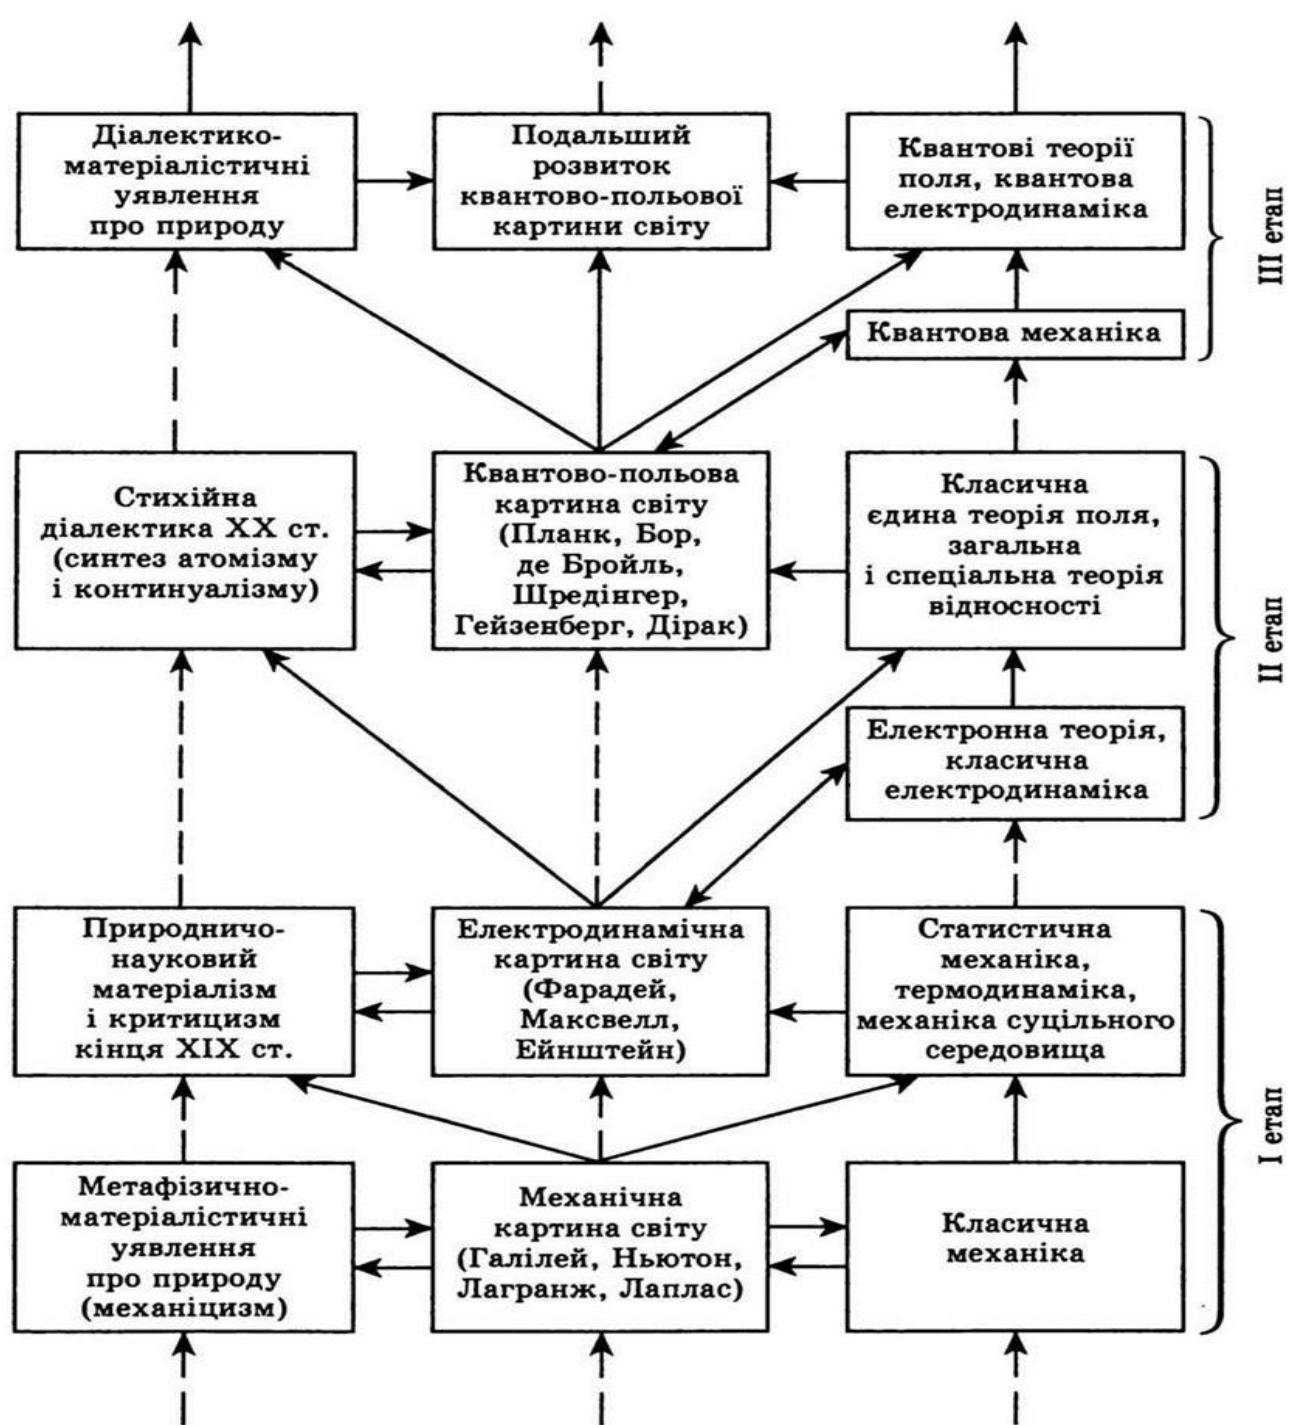 Діалектико-
матеріалістичні
уявлення
про природу
Подальший
розвиток
квантово-польової
картини світу
Квантові теорії
поля, квантова
електродинаміка
Квантова механіка
III етап
Стихійна
діалектика XX ст.
(синтез атомізму
і континуалізму)
Квантово-польова
картина світу
(Планк, Бор,
де Бройль,
Шредінгер,
Гейзенберг, Дірак)
Класична
єдина теорія поля,
загальна
і спеціальна теорія
відносності
Електронна теорія,
класична
електродинаміка
II етап
Природничо-
науковий
матеріалізм
і критицизм
кінця XIX ст.
Електродинамічна
картина світу
(Фарадей,
Максвелл,
Ейнштейн)
Статистична
механіка,
термодинаміка,
механіка суцільного
середовища
Метафізично-
матеріалістичні
уявлення
про природу
(механіцизм)
Механічна
картина світу
(Галілей, Ньютон,
Лагранж, Лаплас)
Класична
механіка
I етап